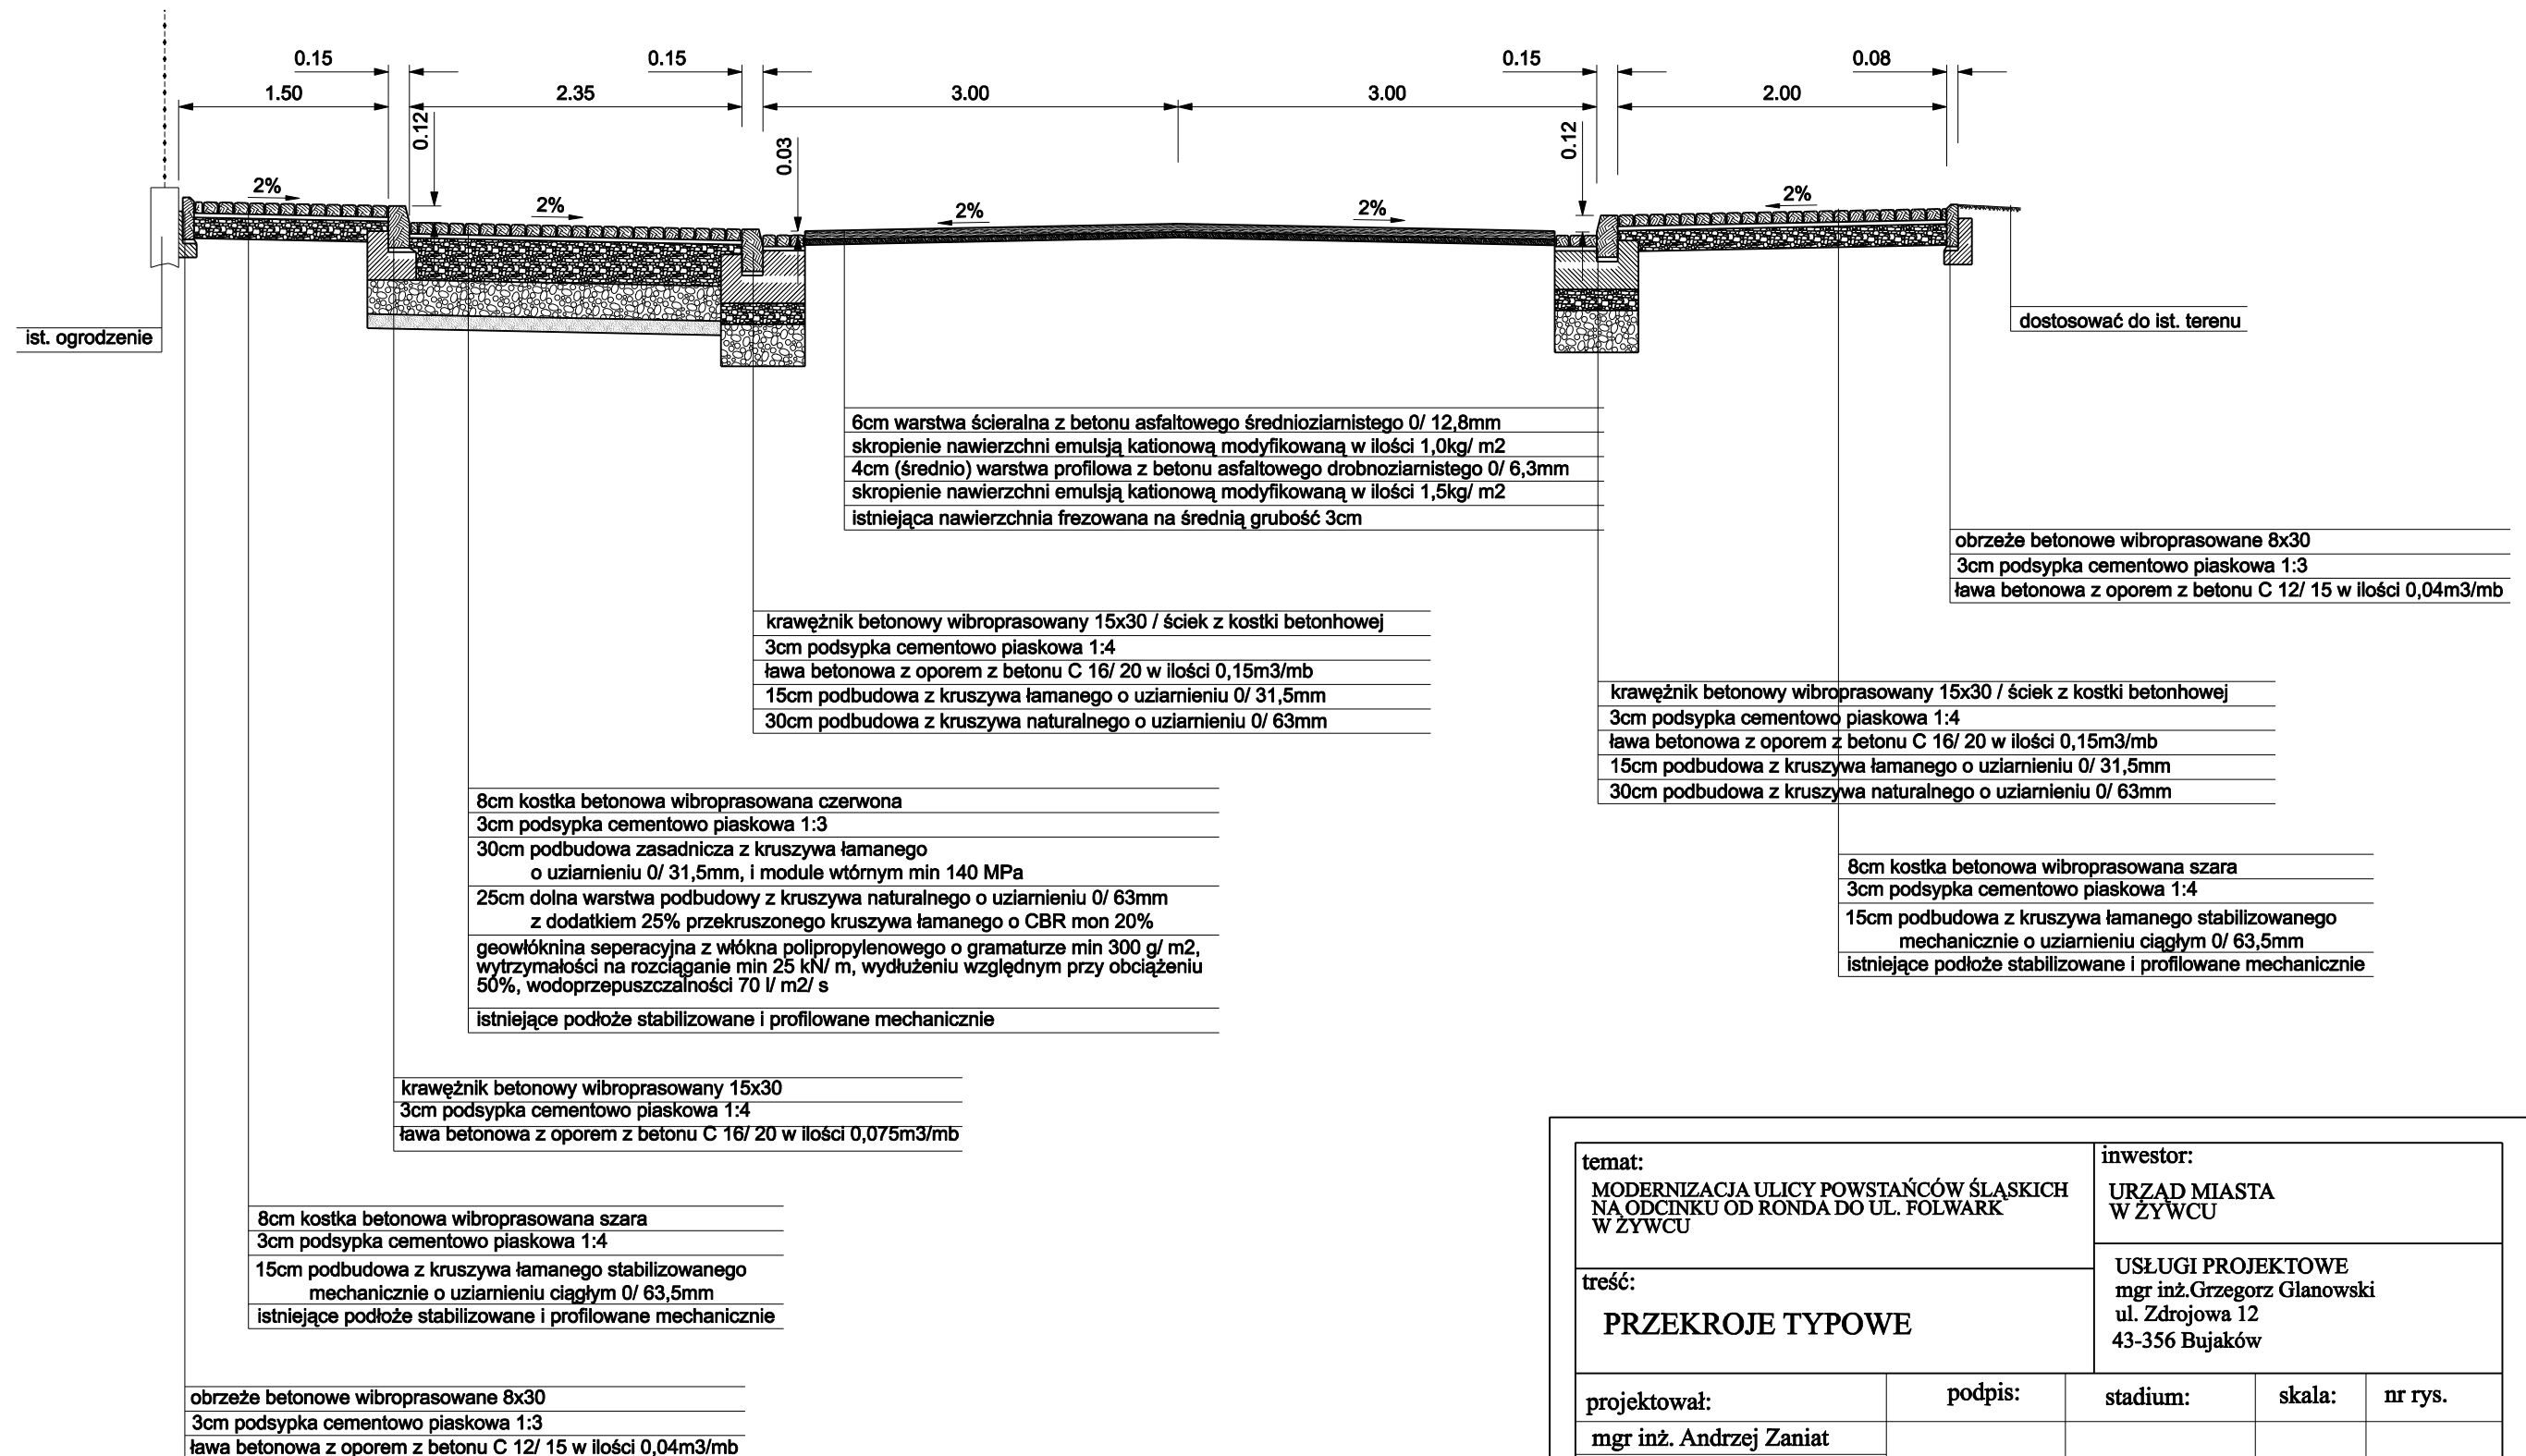 0.15
0.15
0.15
0.08
1.50
2.35
3.00
3.00
2.00
0.12
0.03
0.12
2%
2%
2%
2%
2%
ist. ogrodzenie
dostosować do ist. terenu
6cm warstwa ścieralna z betonu asfaltowego średnioziarnistego 0/ 12,8mm
skropienie nawierzchni emulsją kationową modyfikowaną w ilości 1,0kg/ m2
4cm (średnio) warstwa profilowa z betonu asfaltowego drobnoziarnistego 0/ 6,3mm
skropienie nawierzchni emulsją kationową modyfikowaną w ilości 1,5kg/ m2
istniejąca nawierzchnia frezowana na średnią grubość 3cm
obrzeże betonowe wibroprasowane 8x30
3cm podsypka cementowo piaskowa 1:3
ława betonowa z oporem z betonu C 12/ 15 w ilości 0,04m3/mb
krawężnik betonowy wibroprasowany 15x30 / ściek z kostki betonhowej
3cm podsypka cementowo piaskowa 1:4
ława betonowa z oporem z betonu C 16/ 20 w ilości 0,15m3/mb
15cm podbudowa z kruszywa łamanego o uziarnieniu 0/ 31,5mm
30cm podbudowa z kruszywa naturalnego o uziarnieniu 0/ 63mm
krawężnik betonowy wibroprasowany 15x30 / ściek z kostki betonhowej
3cm podsypka cementowo piaskowa 1:4
ława betonowa z oporem z betonu C 16/ 20 w ilości 0,15m3/mb
15cm podbudowa z kruszywa łamanego o uziarnieniu 0/ 31,5mm
30cm podbudowa z kruszywa naturalnego o uziarnieniu 0/ 63mm
8cm kostka betonowa wibroprasowana czerwona
3cm podsypka cementowo piaskowa 1:3
30cm podbudowa zasadnicza z kruszywa łamanego
o uziarnieniu 0/ 31,5mm, i module wtórnym min 140 MPa
25cm dolna warstwa podbudowy z kruszywa naturalnego o uziarnieniu 0/ 63mm
z dodatkiem 25% przekruszonego kruszywa łamanego o CBR mon 20%
geowłóknina seperacyjna z włókna polipropylenowego o gramaturze min 300 g/ m2,
wytrzymałości na rozciąganie min 25 kN/ m, wydłużeniu względnym przy obciążeniu
50%, wodoprzepuszczalności 70 l/ m2/ s
istniejące podłoże stabilizowane i profilowane mechanicznie
8cm kostka betonowa wibroprasowana szara
3cm podsypka cementowo piaskowa 1:4
15cm podbudowa z kruszywa łamanego stabilizowanego
mechanicznie o uziarnieniu ciągłym 0/ 63,5mm
istniejące podłoże stabilizowane i profilowane mechanicznie
krawężnik betonowy wibroprasowany 15x30
3cm podsypka cementowo piaskowa 1:4
ława betonowa z oporem z betonu C 16/ 20 w ilości 0,075m3/mb
8cm kostka betonowa wibroprasowana szara
3cm podsypka cementowo piaskowa 1:4
15cm podbudowa z kruszywa łamanego stabilizowanego
mechanicznie o uziarnieniu ciągłym 0/ 63,5mm
istniejące podłoże stabilizowane i profilowane mechanicznie
obrzeże betonowe wibroprasowane 8x30
3cm podsypka cementowo piaskowa 1:3
ława betonowa z oporem z betonu C 12/ 15 w ilości 0,04m3/mb
temat:
MODERNIZACJA ULICY POWSTAŃCÓW ŚLĄSKICH
NA ODCINKU OD RONDA DO UL. FOLWARK
W ŻYWCU
inwestor:
URZĄD MIASTA
W ŻYWCU
treść:
PRZEKROJE TYPOWE
USŁUGI PROJEKTOWE
mgr inż.Grzegorz Glanowski
ul. Zdrojowa 12
43-356 Bujaków
projektował:
podpis:
stadium:
skala:
nr rys.
mgr inż. Andrzej Zaniat